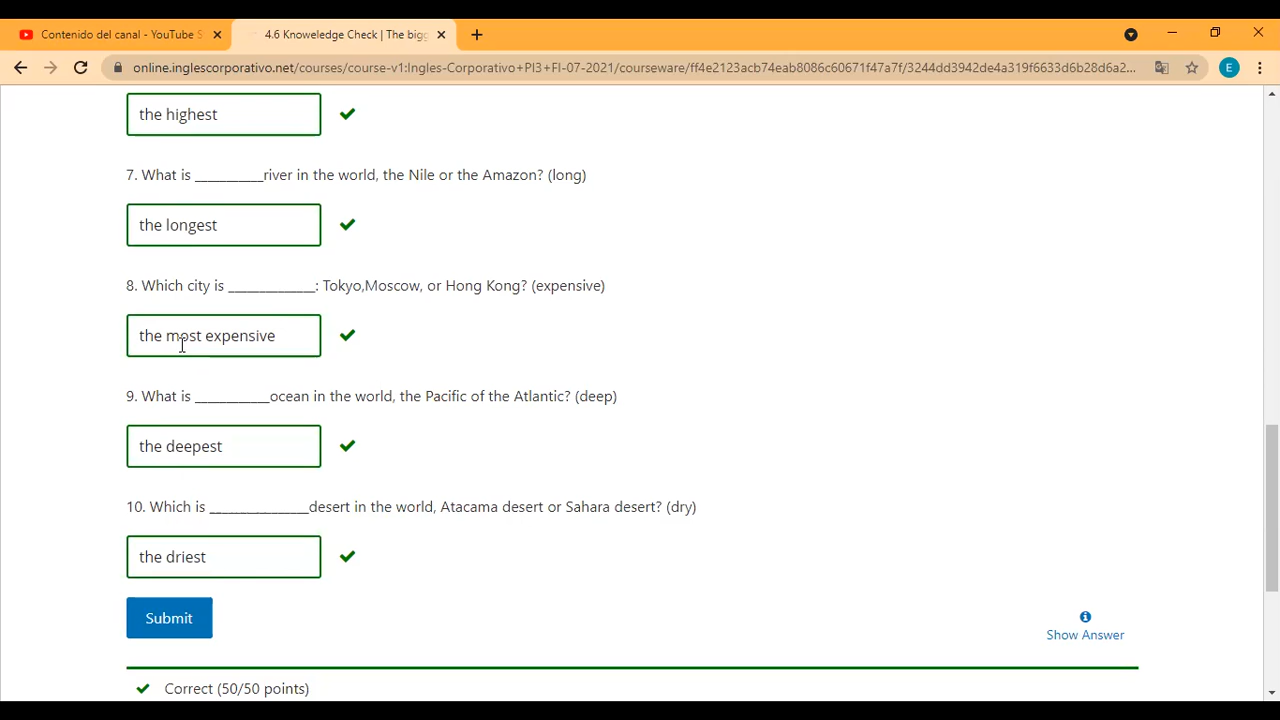 Contenido del canal - YouTube S
4.6 Knoweledge Check | The bigg
online.inglescorporativo.net/courses/course-v1:Ingles-Corporativo+PI3+FI-07-2021/courseware/ff4e2123acb74eab8086c60671f47a7f/3244dd3942de4a319f6633d6b28d6a2...
E
the highest
7. What is ___________river in the world, the Nile or the Amazon? (long)
the longest
8. Which city is ______________: Tokyo,Moscow, or Hong Kong? (expensive)
the most expensive
9. What is ____________ocean in the world, the Pacific of the Atlantic? (deep)
the deepest
10. Which is ________________desert in the world, Atacama desert or Sahara desert? (dry)
the driest
Submit
Show Answer
Correct (50/50 points)